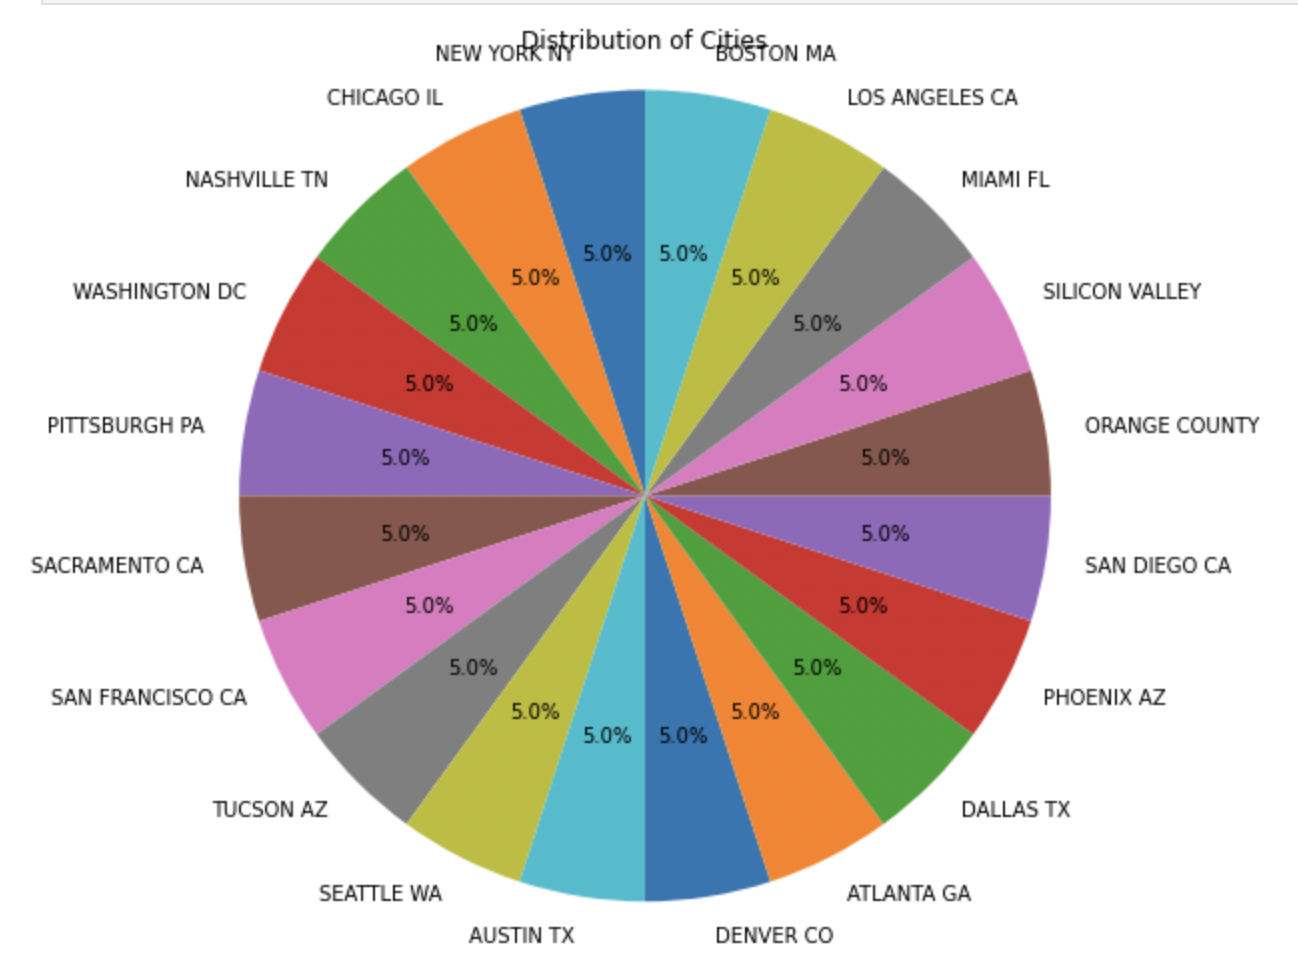 Distribution of Cities
NEW YORK NY
BOSTON MA
CHICAGO IL
LOS ANGELES CA
NASHVILLE TN
MIAMI FL
5.0%
5.0%
5.0%
5.0%
WASHINGTON DC
SILICON VALLEY
5.0%
5.0%
5.0%
5.0%
PITTSBURGH PA
ORANGE COUNTY
5.0%
5.0%
5.0%
5.0%
SACRAMENTO CA
SAN DIEGO CA
5.0%
5.0%
5.0%
5.0%
SAN FRANCISCO CA
PHOENIX AZ
5.0%
5.0%
5.0%
5.0%
TUCSON AZ
DALLAS TX
SEATTLE WA
ATLANTA GA
AUSTIN TX
DENVER CO